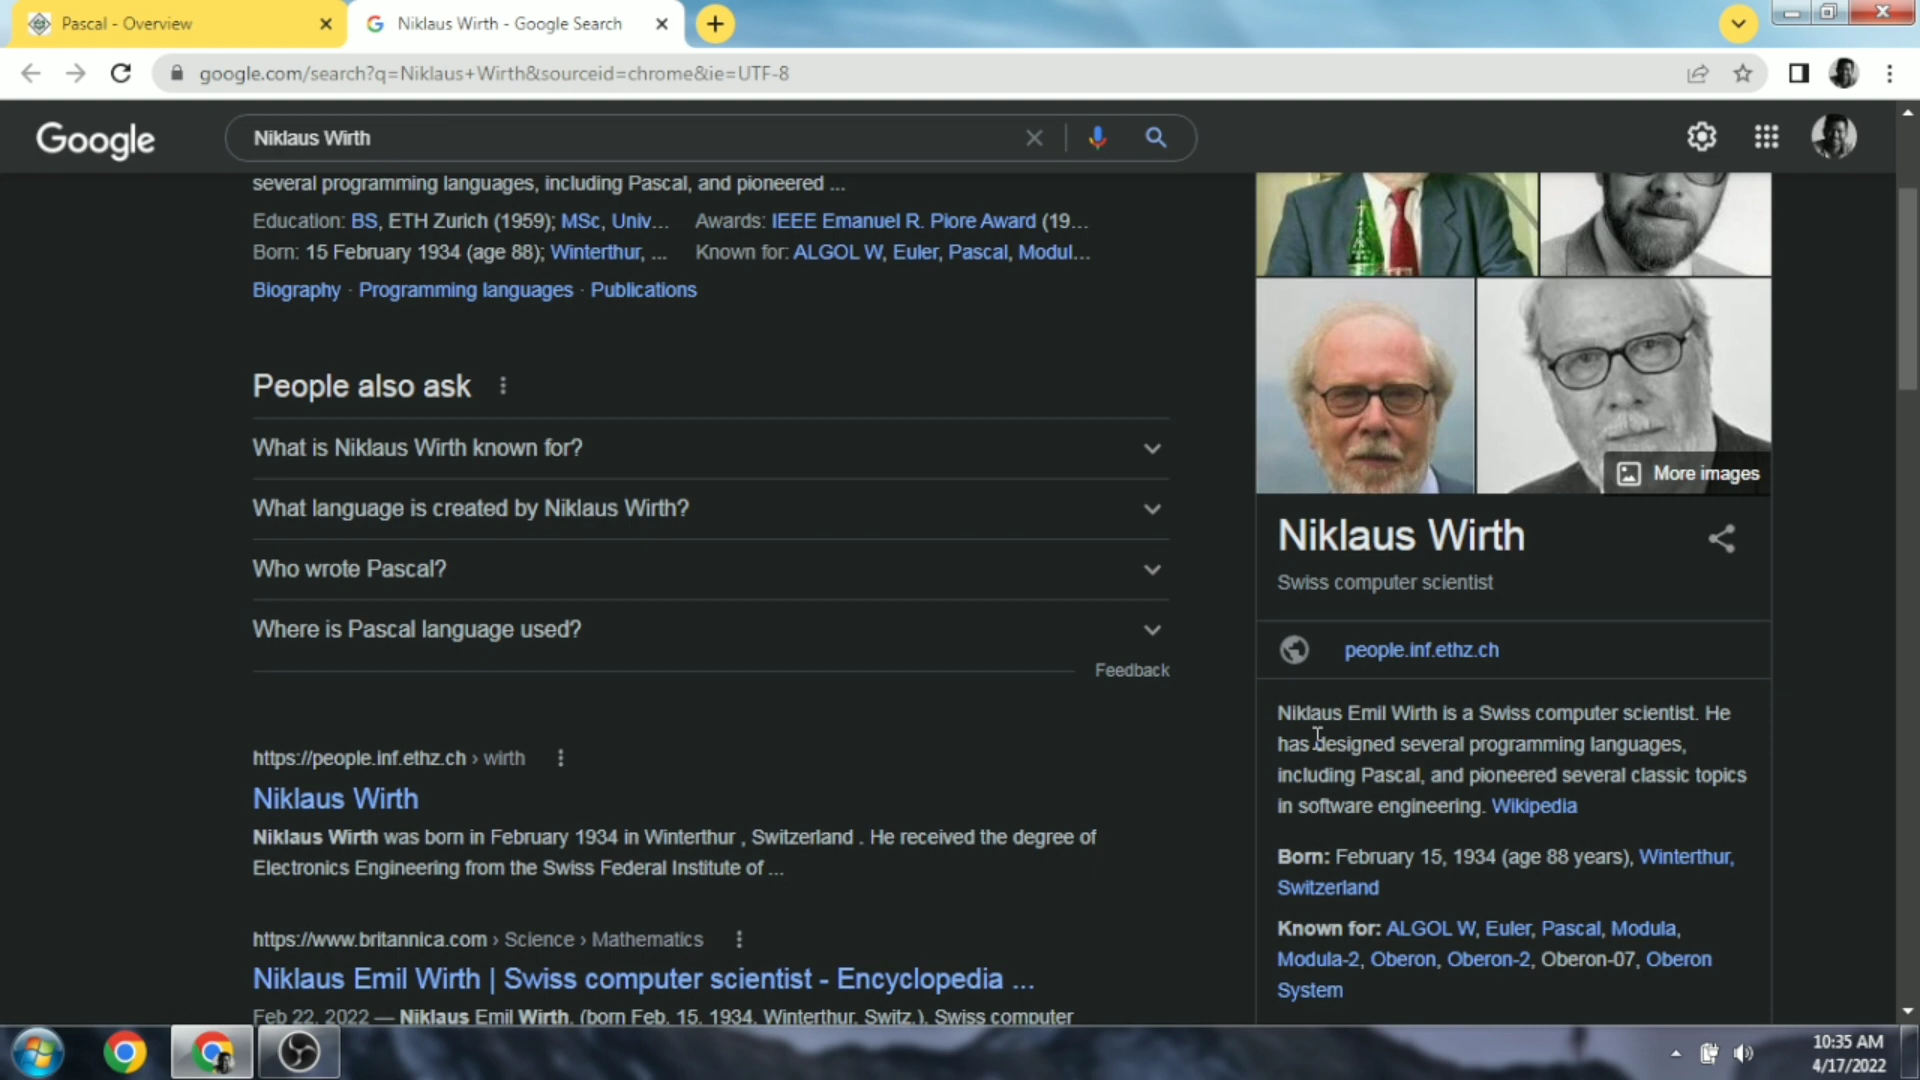 Pascal - Overview
Niklaus Wirth - Google Search
google.com/search?q=Niklaus+Wirth&sourceid=chrome&ie=UTF-8
Google
Niklaus Wirth
several programming languages, including Pascal, and pioneered ...
Education: BS, ETH Zurich (1959); MSc, Univ... Awards: IEEE Emanuel R. Piore Award (19...
Born: 15 February 1934 (age 88); Winterthur, ... Known for: ALGOL W, Euler, Pascal, Modul...
Biography · Programming languages · Publications
People also ask
What is Niklaus Wirth known for?
What language is created by Niklaus Wirth?
Who wrote Pascal?
Where is Pascal language used?
Feedback
https://people.inf.ethz.ch › wirth
Niklaus Wirth
Niklaus Wirth was born in February 1934 in Winterthur , Switzerland . He received the degree of
Electronics Engineering from the Swiss Federal Institute of ...
https://www.britannica.com › Science › Mathematics
Niklaus Emil Wirth | Swiss computer scientist - Encyclopedia ...
Feb 22, 2022 — Niklaus Emil Wirth, (born Feb. 15, 1934, Winterthur, Switz.), Swiss computer
More images
Niklaus Wirth
Swiss computer scientist
people.inf.ethz.ch
Niklaus Emil Wirth is a Swiss computer scientist. He
has designed several programming languages,
including Pascal, and pioneered several classic topics
in software engineering. Wikipedia
Born: February 15, 1934 (age 88 years), Winterthur,
Switzerland
Known for: ALGOL W, Euler, Pascal, Modula,
Modula-2, Oberon, Oberon-2, Oberon-07, Oberon
System
10:35 AM
4/17/2022